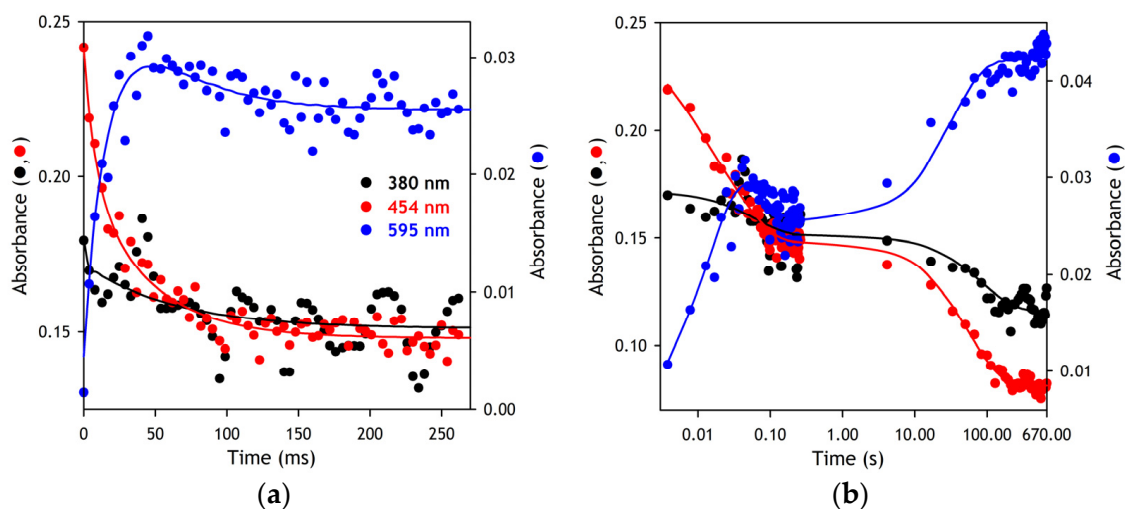 0.25
0.20
0.15
Absorbance (●, ●)
0.03
0.02
0.01
0.00
Absorbance (●)
380 nm
454 nm
595 nm
0 50 100 150 200 250
Time (ms)
(a)
0.25
0.20
0.15
0.10
Absorbance (●, ●)
0.04
0.03
0.02
0.01
Absorbance (●)
0.01 0.10 1.00 10.00 100.00 670.00
Time (s)
(b)